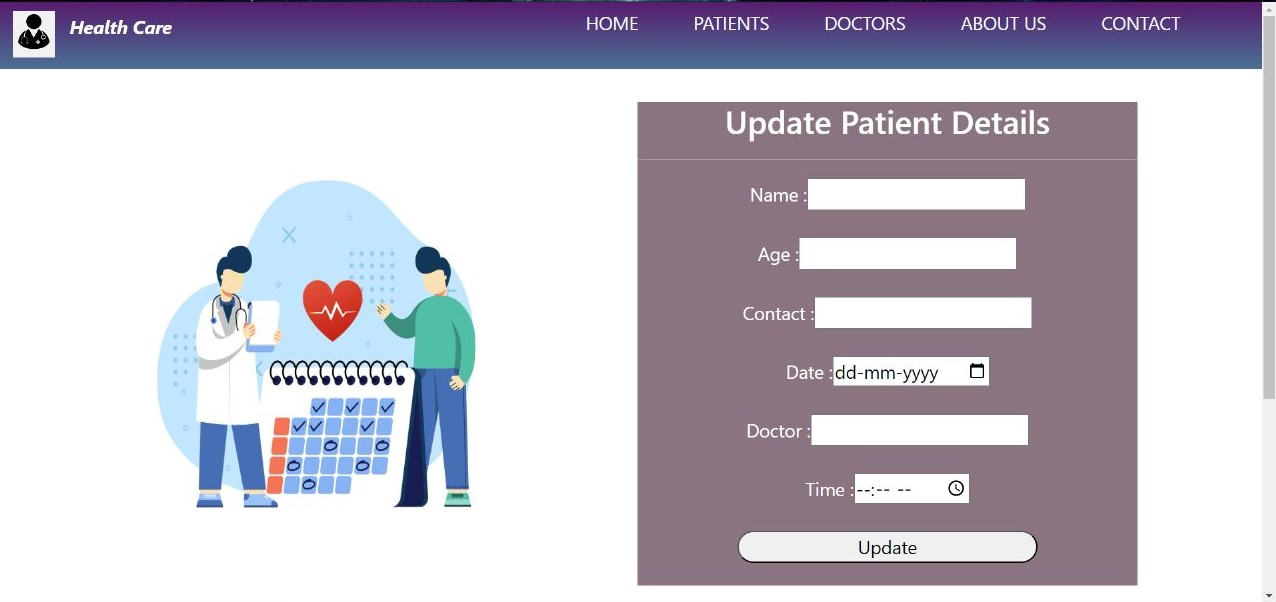 Health Care
HOME PATIENTS DOCTORS ABOUT US CONTACT
Update Patient Details
Name :
Age :
Contact :
Date :dd-mm-yyyy
Doctor :
Time :--:-- --
Update